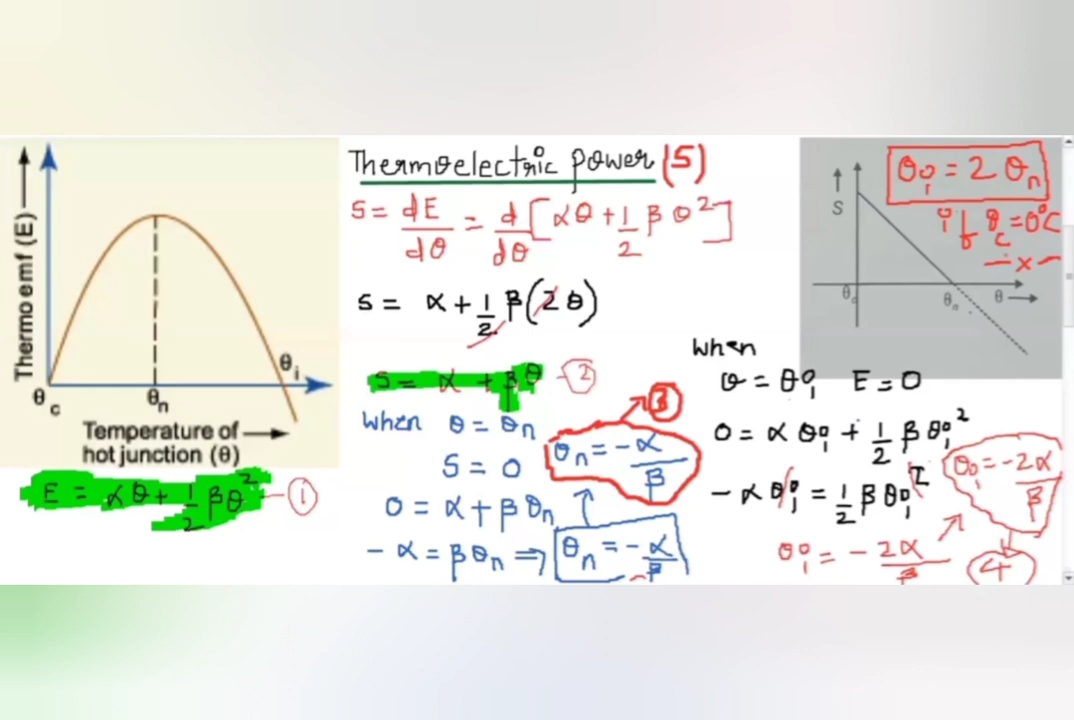 Thermo emf (E)
θc
θn
θi
Temperature of
hot junction (θ)
E = αθ + 1/2 βθ² - ①
Thermoelectric power (S)
S = dE/dθ = d/dθ [αθ + 1/2 βθ²]
S = α + 1/2 β(2θ)
S = α + βθ - ②
When θ = θn
S = 0
0 = α + βθn
-α = βθn ⇒ θn = -α/β
θn = -α/β
③
S
θn
θ
θi = 2θn
if θc = 0°C
—x—
When
θ = θi E = 0
0 = αθi + 1/2 βθi²
-αθi = 1/2 βθi²
θi = -2α/β
θi = -2α/β
④